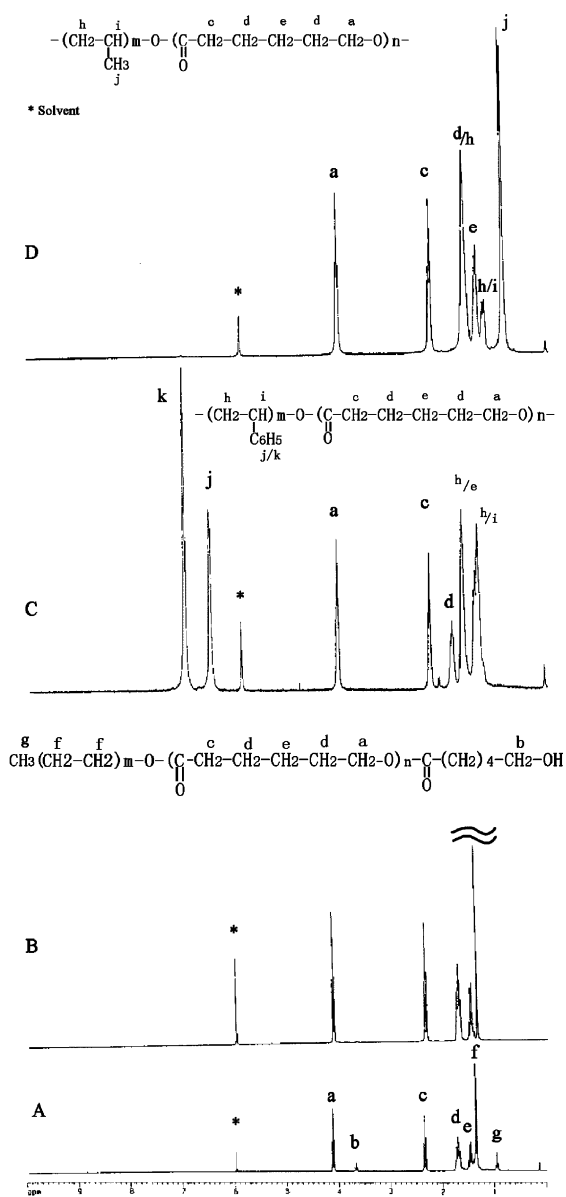 h i c d e d a j
-(CH2-CH)m-O-(C-CH2-CH2-CH2-CH2-CH2-O)n-
CH3 O
j
* Solvent
d/h
a c
e
D
h/i
*
k
h i c d e d a
-(CH2-CH)m-O-(C-CH2-CH2-CH2-CH2-CH2-O)n-
C6H5 O
j/k
j
a c h/e
h/i
*
C d
g f f c d e d a b
CH3(CH2-CH2)m-O-(C-CH2-CH2-CH2-CH2-CH2-O)n-C-(CH2)4-CH2-OH
O O
B
*
f
A
a c
d
* e
b g
ppm 9 8 7 6 5 4 3 2 1